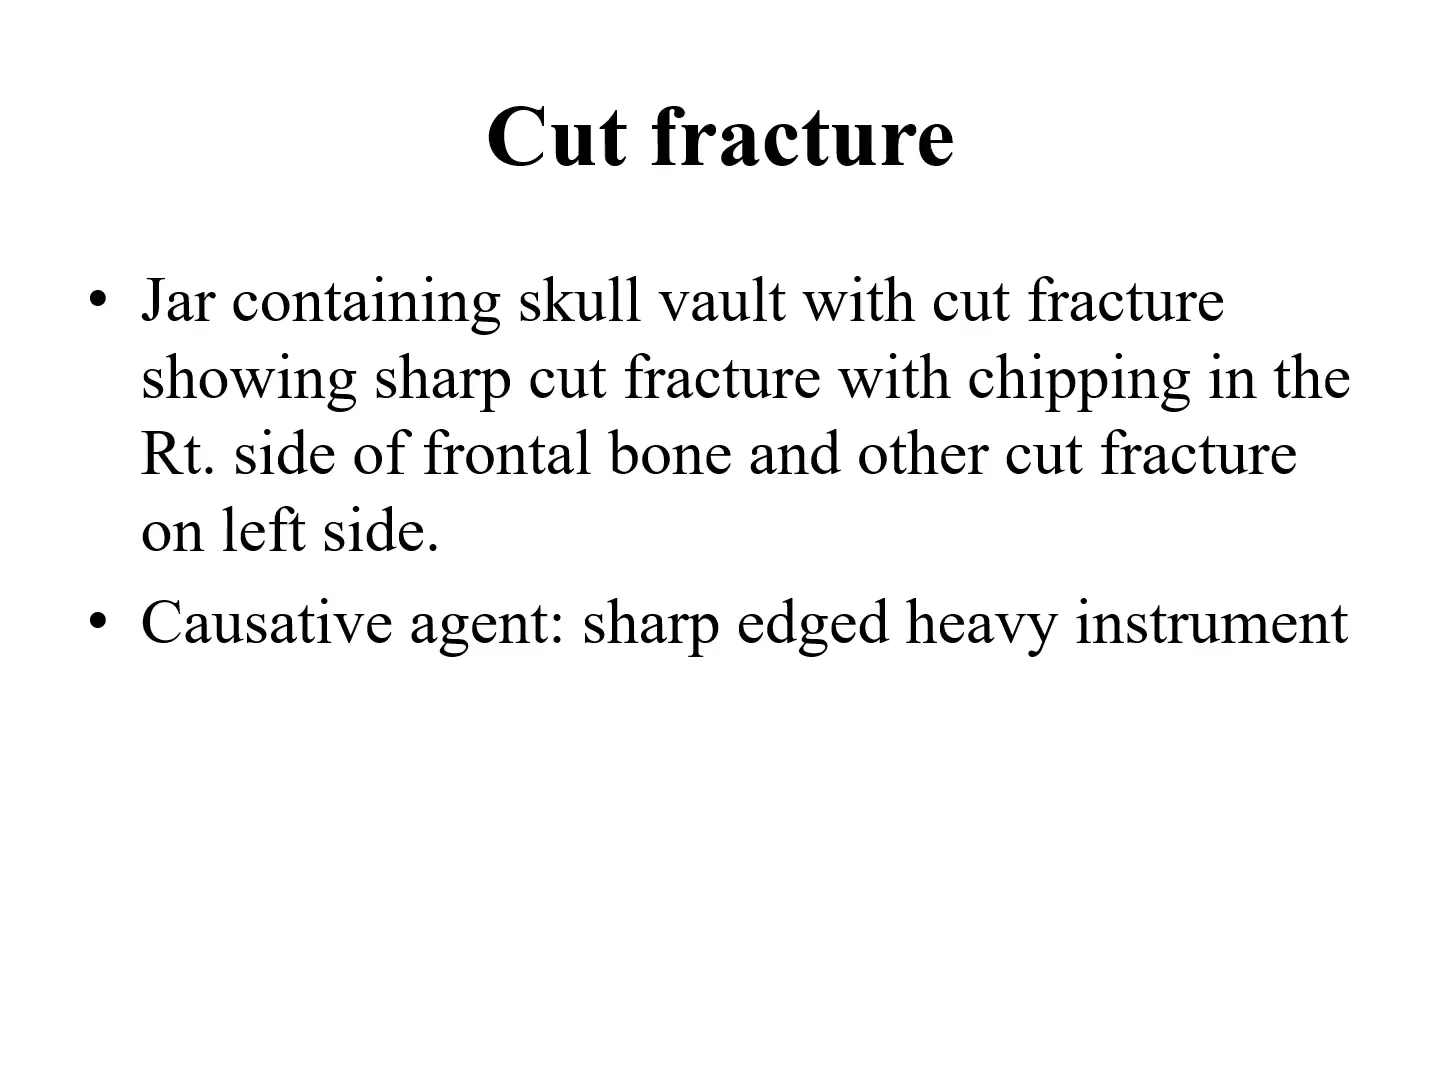 Cut fracture
• Jar containing skull vault with cut fracture
showing sharp cut fracture with chipping in the
Rt. side of frontal bone and other cut fracture
on left side.
• Causative agent: sharp edged heavy instrument